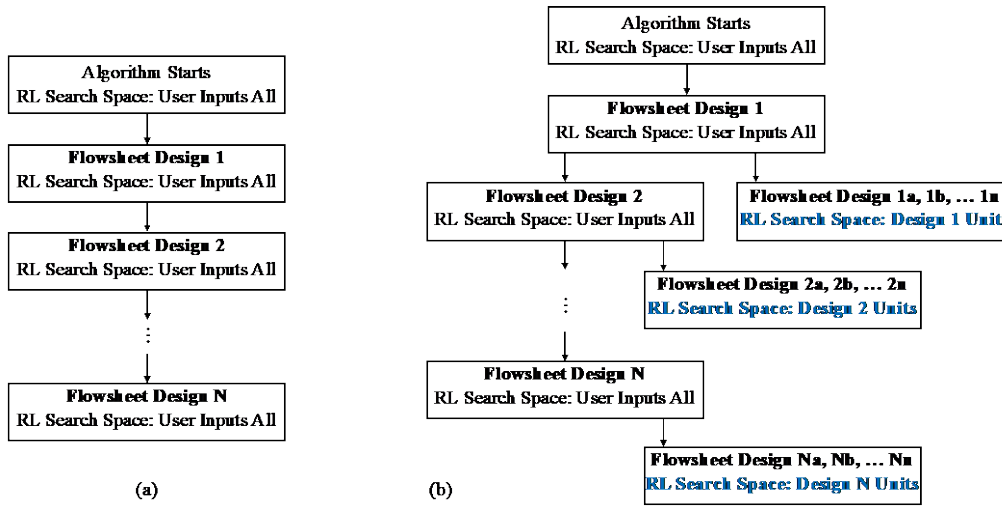 Algorithm Starts
RL Search Space: User Inputs All
Flowsheet Design 1
RL Search Space: User Inputs All
Flowsheet Design 2
RL Search Space: User Inputs All
⋮
Flowsheet Design N
RL Search Space: User Inputs All
(a)
Algorithm Starts
RL Search Space: User Inputs All
Flowsheet Design 1
RL Search Space: User Inputs All
Flowsheet Design 2
RL Search Space: User Inputs All
Flowsheet Design 1a, 1b, … 1n
RL Search Space: Design 1 Units
Flowsheet Design 2a, 2b, … 2n
RL Search Space: Design 2 Units
⋮
Flowsheet Design N
RL Search Space: User Inputs All
Flowsheet Design Na, Nb, … Nn
RL Search Space: Design N Units
(b)